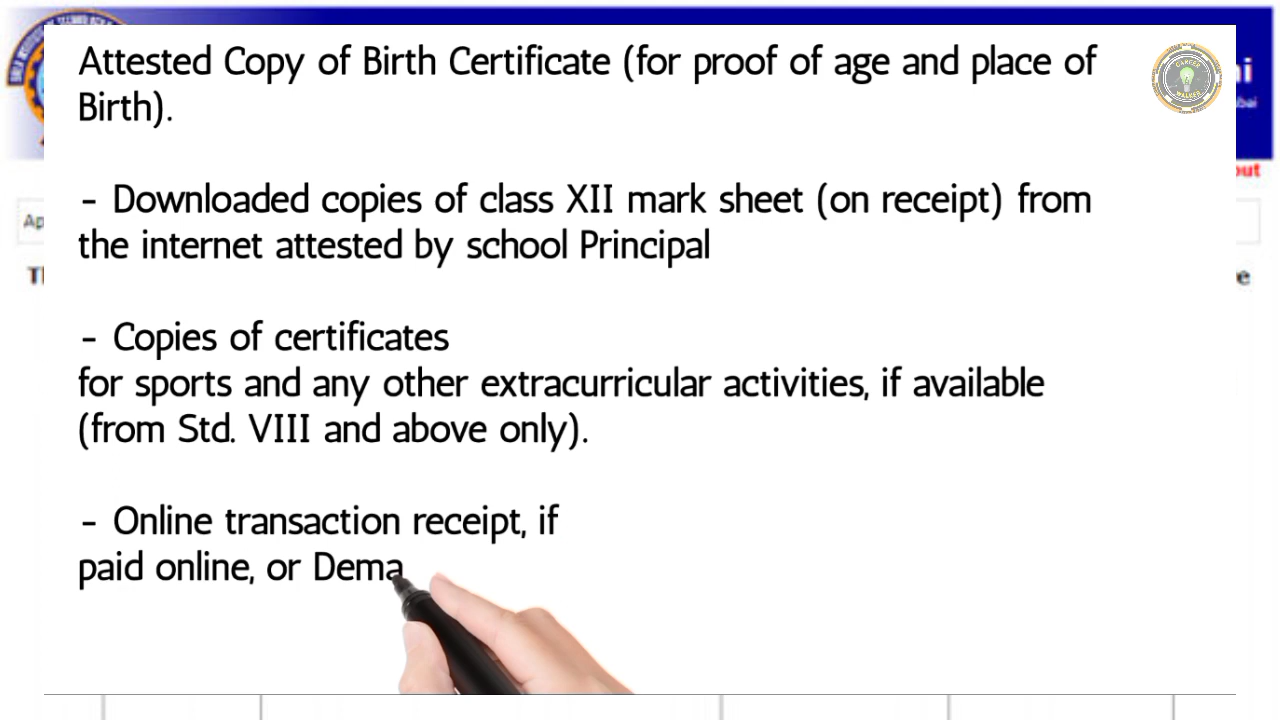 Attested Copy of Birth Certificate (for proof of age and place of
Birth).
- Downloaded copies of class XII mark sheet (on receipt) from
the internet attested by school Principal
- Copies of certificates
for sports and any other extracurricular activities, if available
(from Std. VIII and above only).
- Online transaction receipt, if
paid online, or Dema
CAREER
WALKER